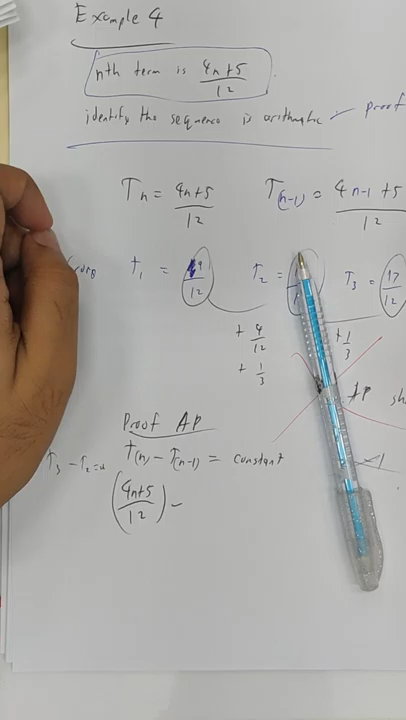 Example 4
nth term is 4n+5/12.
identify the sequence is arithmatic - proof
Tn = 4n+5/12 T(n-1) = 4n-1+5/12
t1 = 9/12 T2 = T3 = 17/12
+ 4/12 + 1/3
+ 1/3
AP
Proof AP
T3 - T2 = t(n) - T(n-1) = constant
(4n+5/12) -